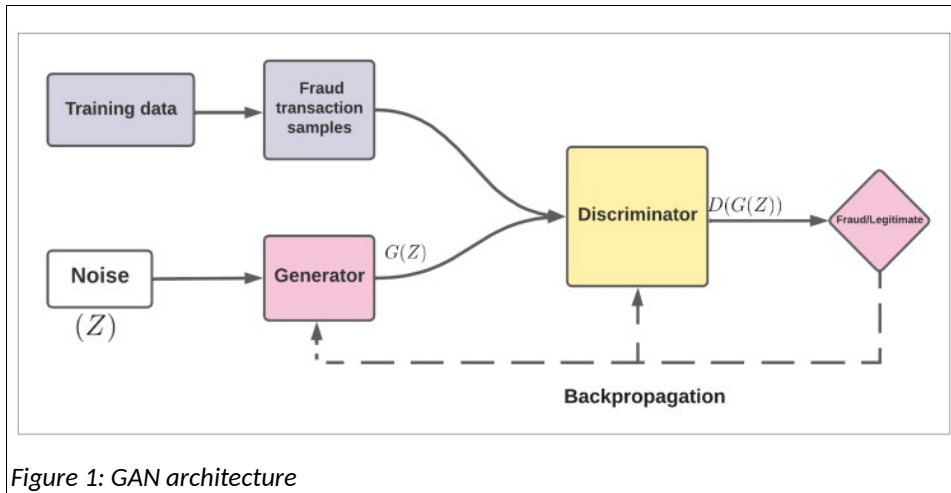 Training data
Fraud
transaction
samples
Noise
(Z)
Generator
G(Z)
Discriminator
D(G(Z))
Fraud/Legitimate
Backpropagation
Figure 1: GAN architecture